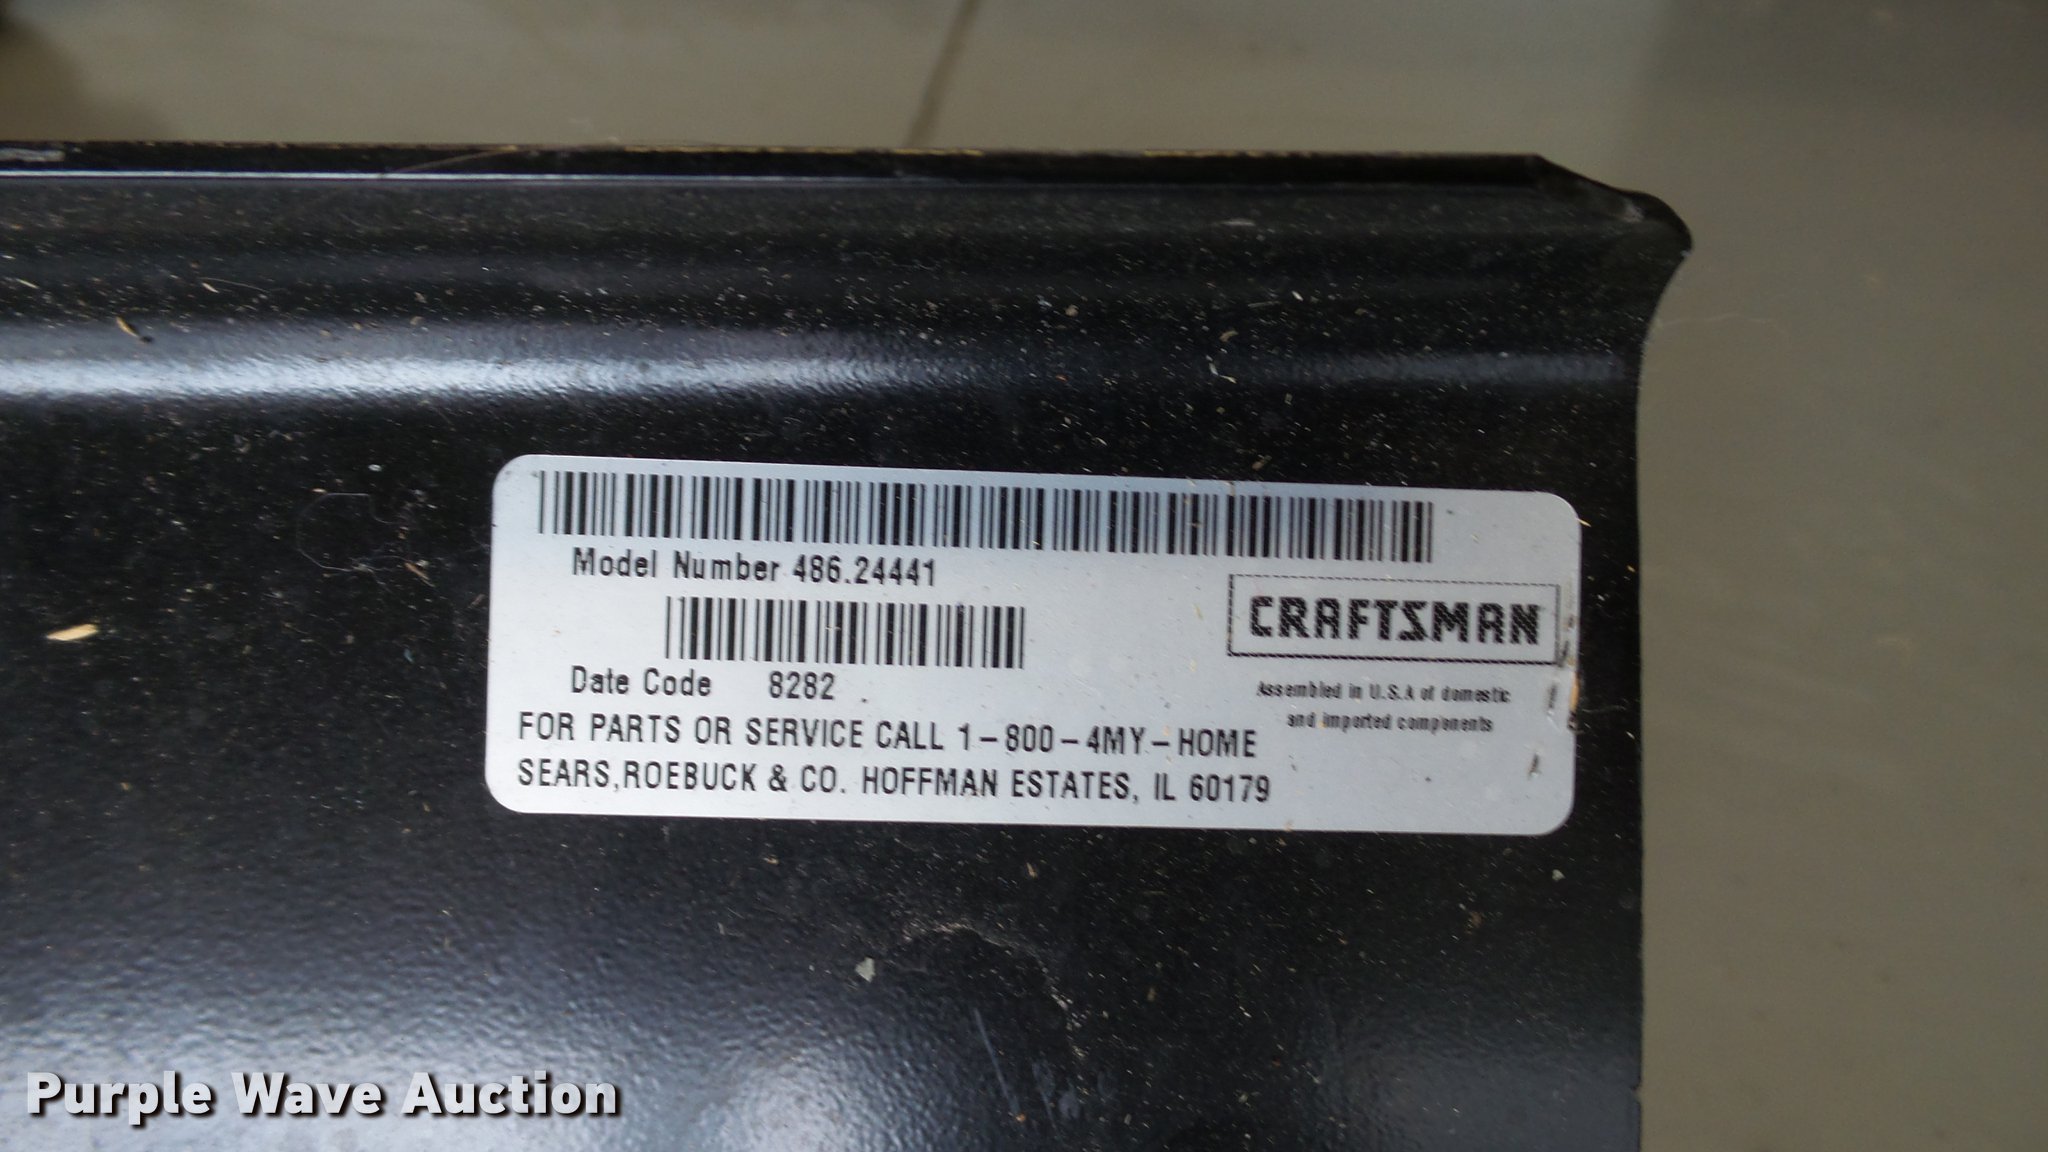 Model Number 486.24441
Date Code 8282
CRAFTSMAN
Assembled in U.S.A of domestic
and imported components
FOR PARTS OR SERVICE CALL 1-800-4MY-HOME
SEARS,ROEBUCK & CO. HOFFMAN ESTATES, IL 60179
Purple Wave Auction